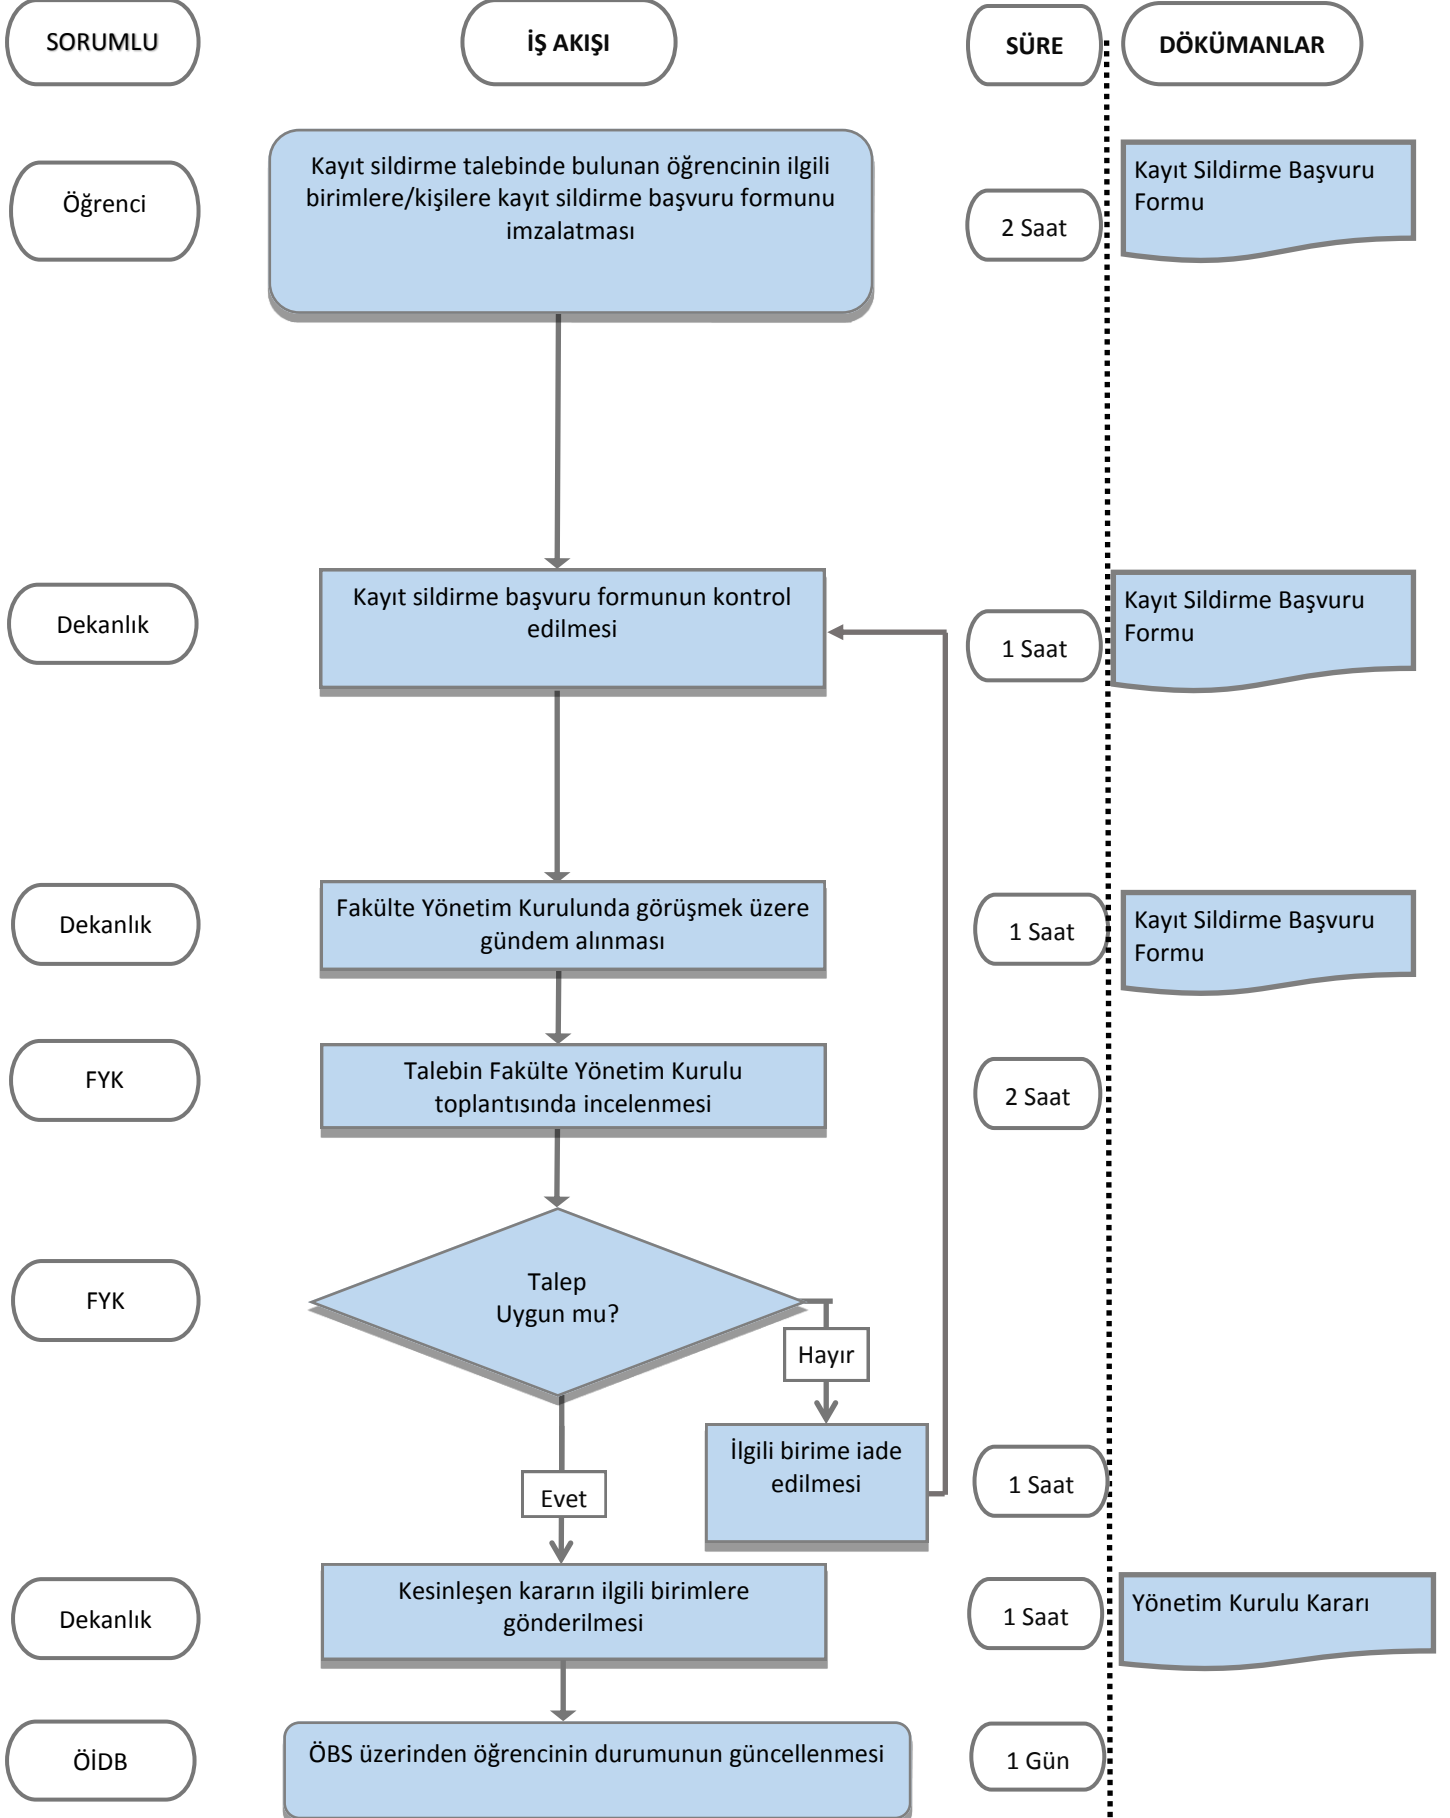 SORUMLU
İŞ AKIŞI
SÜRE
DÖKÜMANLAR
Öğrenci
Kayıt sildirme talebinde bulunan öğrencinin ilgili
birimlere/kişilere kayıt sildirme başvuru formunu
imzalatması
2 Saat
Kayıt Sildirme Başvuru
Formu
Dekanlık
Kayıt sildirme başvuru formunun kontrol
edilmesi
1 Saat
Kayıt Sildirme Başvuru
Formu
Dekanlık
Fakülte Yönetim Kurulunda görüşmek üzere
gündem alınması
1 Saat
Kayıt Sildirme Başvuru
Formu
FYK
Talebin Fakülte Yönetim Kurulu
toplantısında incelenmesi
2 Saat
FYK
Talep
Uygun mu?
Hayır
İlgili birime iade
edilmesi
1 Saat
Evet
Dekanlık
Kesinleşen kararın ilgili birimlere
gönderilmesi
1 Saat
Yönetim Kurulu Kararı
ÖİDB
ÖBS üzerinden öğrencinin durumunun güncellenmesi
1 Gün